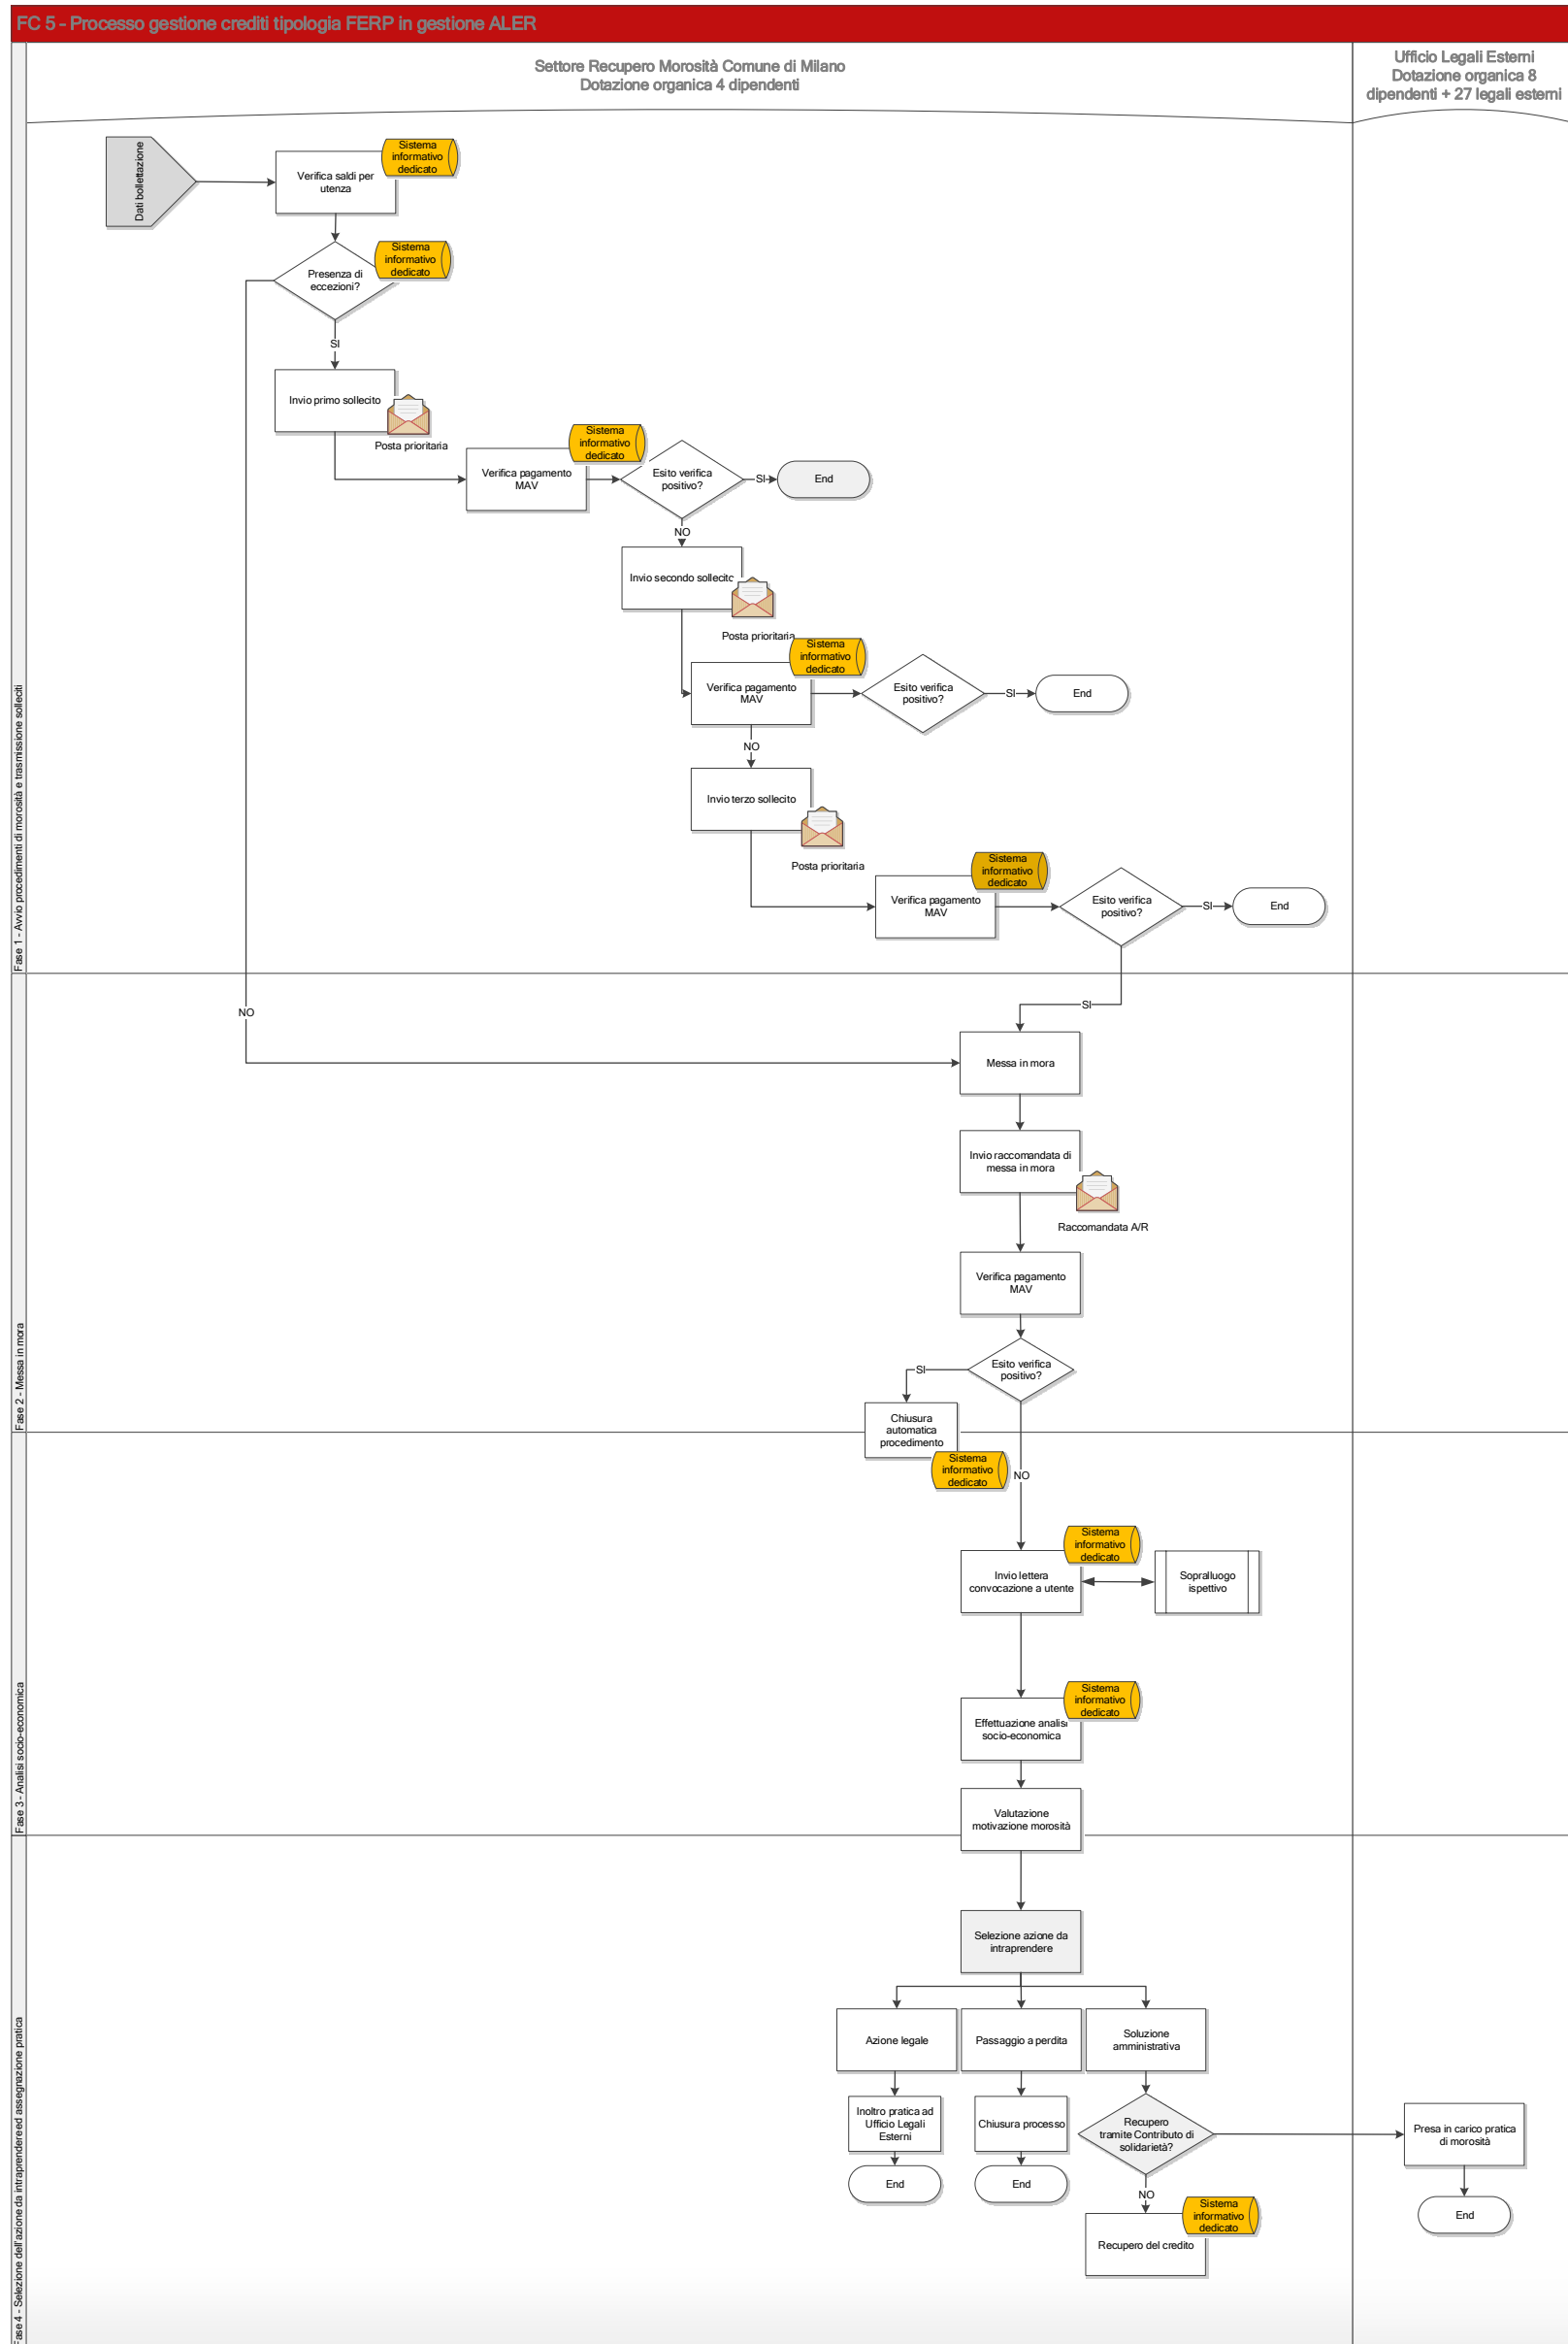 FC 5 - Processo gestione crediti tipologia FERP in gestione ALER
Settore Recupero Morosità Comune di Milano
Dotazione organica 4 dipendenti
Ufficio Legali Esterni
Dotazione organica 8
dipendenti + 27 legali esterni
Fase 1 - Avvio procedimenti di morosità e trasmissione solleciti
Dati bollettazione
Verifica saldi per
utenza
Sistema
informativo
dedicato
Presenza di
eccezioni?
Sistema
informativo
dedicato
SI
Invio primo sollecito
Posta prioritaria
Verifica pagamento
MAV
Sistema
informativo
dedicato
Esito verifica
positivo?
SI
End
NO
Invio secondo sollecito
Posta prioritaria
Verifica pagamento
MAV
Sistema
informativo
dedicato
Esito verifica
positivo?
SI
End
NO
Invio terzo sollecito
Posta prioritaria
Verifica pagamento
MAV
Sistema
informativo
dedicato
Esito verifica
positivo?
SI
End
Fase 2 - Messa in mora
NO
SI
Messa in mora
Invio raccomandata di
messa in mora
Raccomandata A/R
Verifica pagamento
MAV
Esito verifica
positivo?
SI
Chiusura
automatica
procedimento
Sistema
informativo
dedicato
NO
Fase 3 - Analisi socio-economica
Invio lettera
convocazione a utente
Sistema
informativo
dedicato
Sopralluogo
ispettivo
Effettuazione analisi
socio-economica
Sistema
informativo
dedicato
Valutazione
motivazione morosità
Fase 4 - Selezione dell'azione da intraprendereed assegnazione pratica
Selezione azione da
intraprendere
Azione legale
Passaggio a perdita
Soluzione
amministrativa
Inoltro pratica ad
Ufficio Legali
Esterni
Chiusura processo
Recupero
tramite Contributo di
solidarietà?
Presa in carico pratica
di morosità
End
End
NO
End
Recupero del credito
Sistema
informativo
dedicato